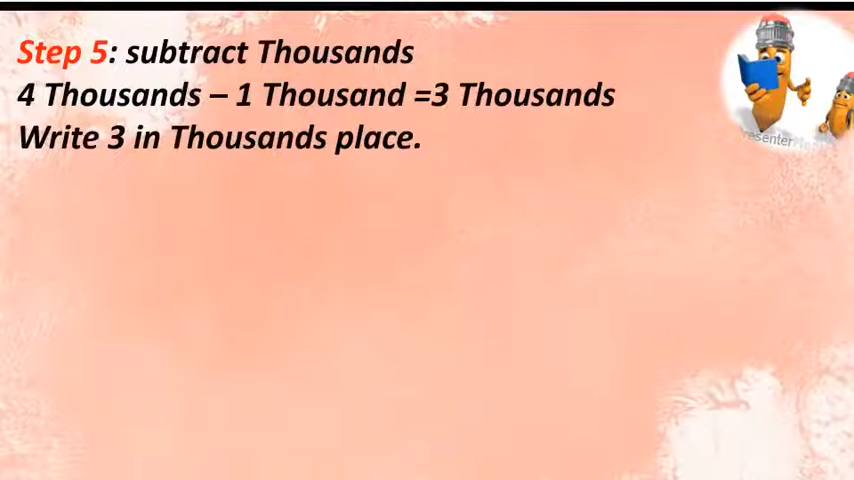 Step 5: subtract Thousands
4 Thousands – 1 Thousand =3 Thousands
Write 3 in Thousands place.